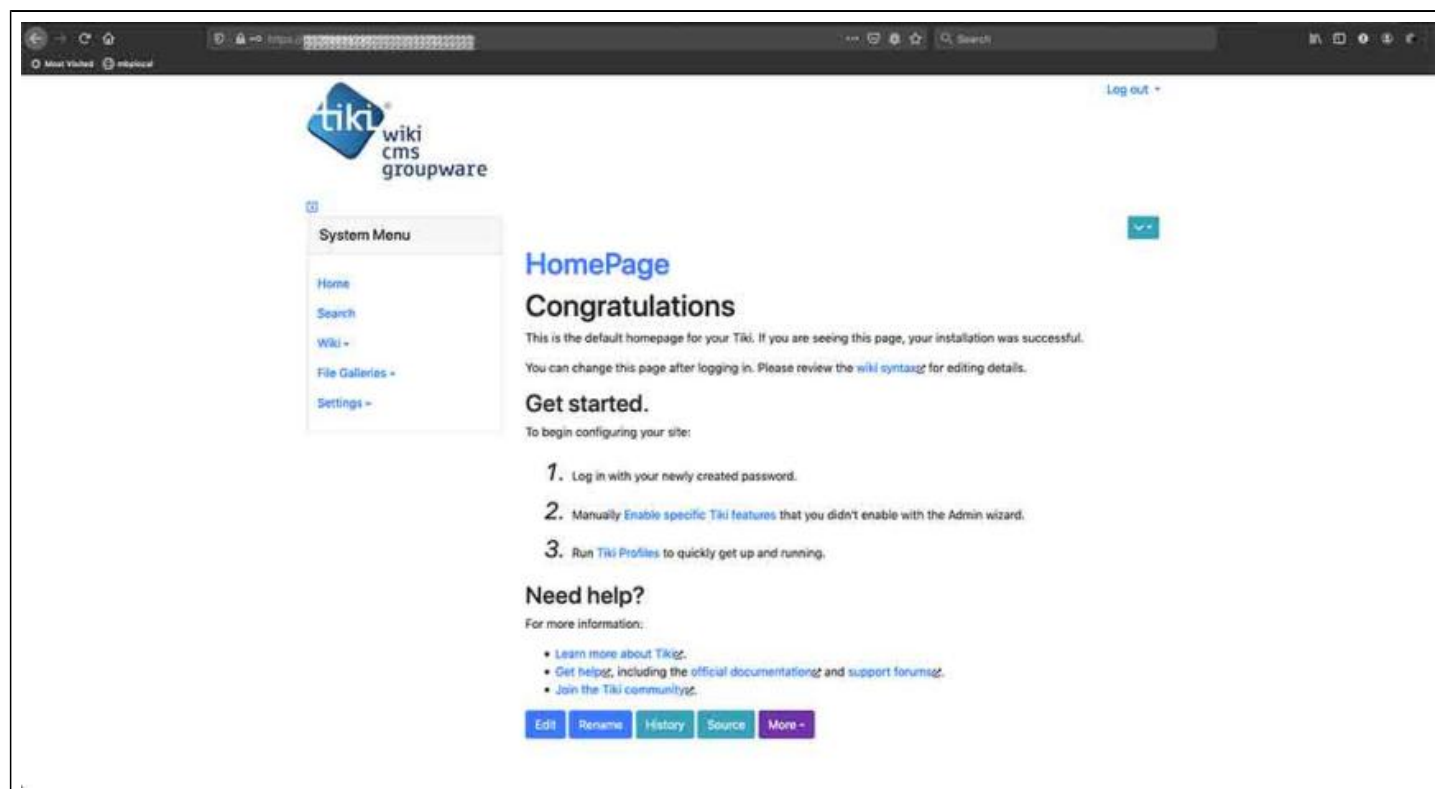 https://
Search
Most Visited mbplocal
Log out
tiki
wiki
cms
groupware
System Menu
Home
Search
Wiki
File Galleries
Settings
HomePage
Congratulations
This is the default homepage for your Tiki. If you are seeing this page, your installation was successful.
You can change this page after logging in. Please review the wiki syntax for editing details.
Get started.
To begin configuring your site:
1. Log in with your newly created password.
2. Manually Enable specific Tiki features that you didn't enable with the Admin wizard.
3. Run Tiki Profiles to quickly get up and running.
Need help?
For more information:
• Learn more about Tiki.
• Get help, including the official documentation and support forums.
• Join the Tiki community.
Edit Rename History Source More